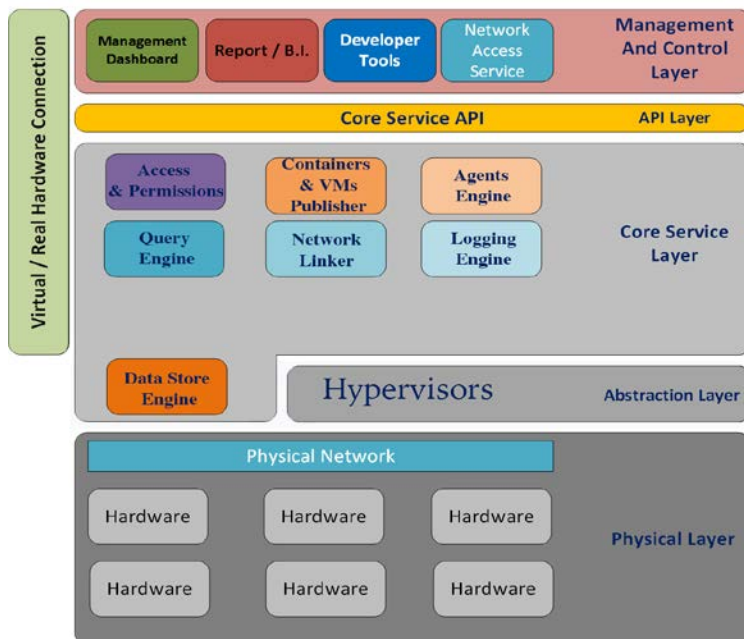 Virtual / Real Hardware Connection
Management
Dashboard
Report / B.I.
Developer
Tools
Network
Access
Service
Management
And Control
Layer
Core Service API
API Layer
Access
& Permissions
Containers
& VMs
Publisher
Agents
Engine
Query
Engine
Network
Linker
Logging
Engine
Core Service
Layer
Data Store
Engine
Hypervisors
Abstraction Layer
Physical Network
Hardware
Hardware
Hardware
Physical Layer
Hardware
Hardware
Hardware